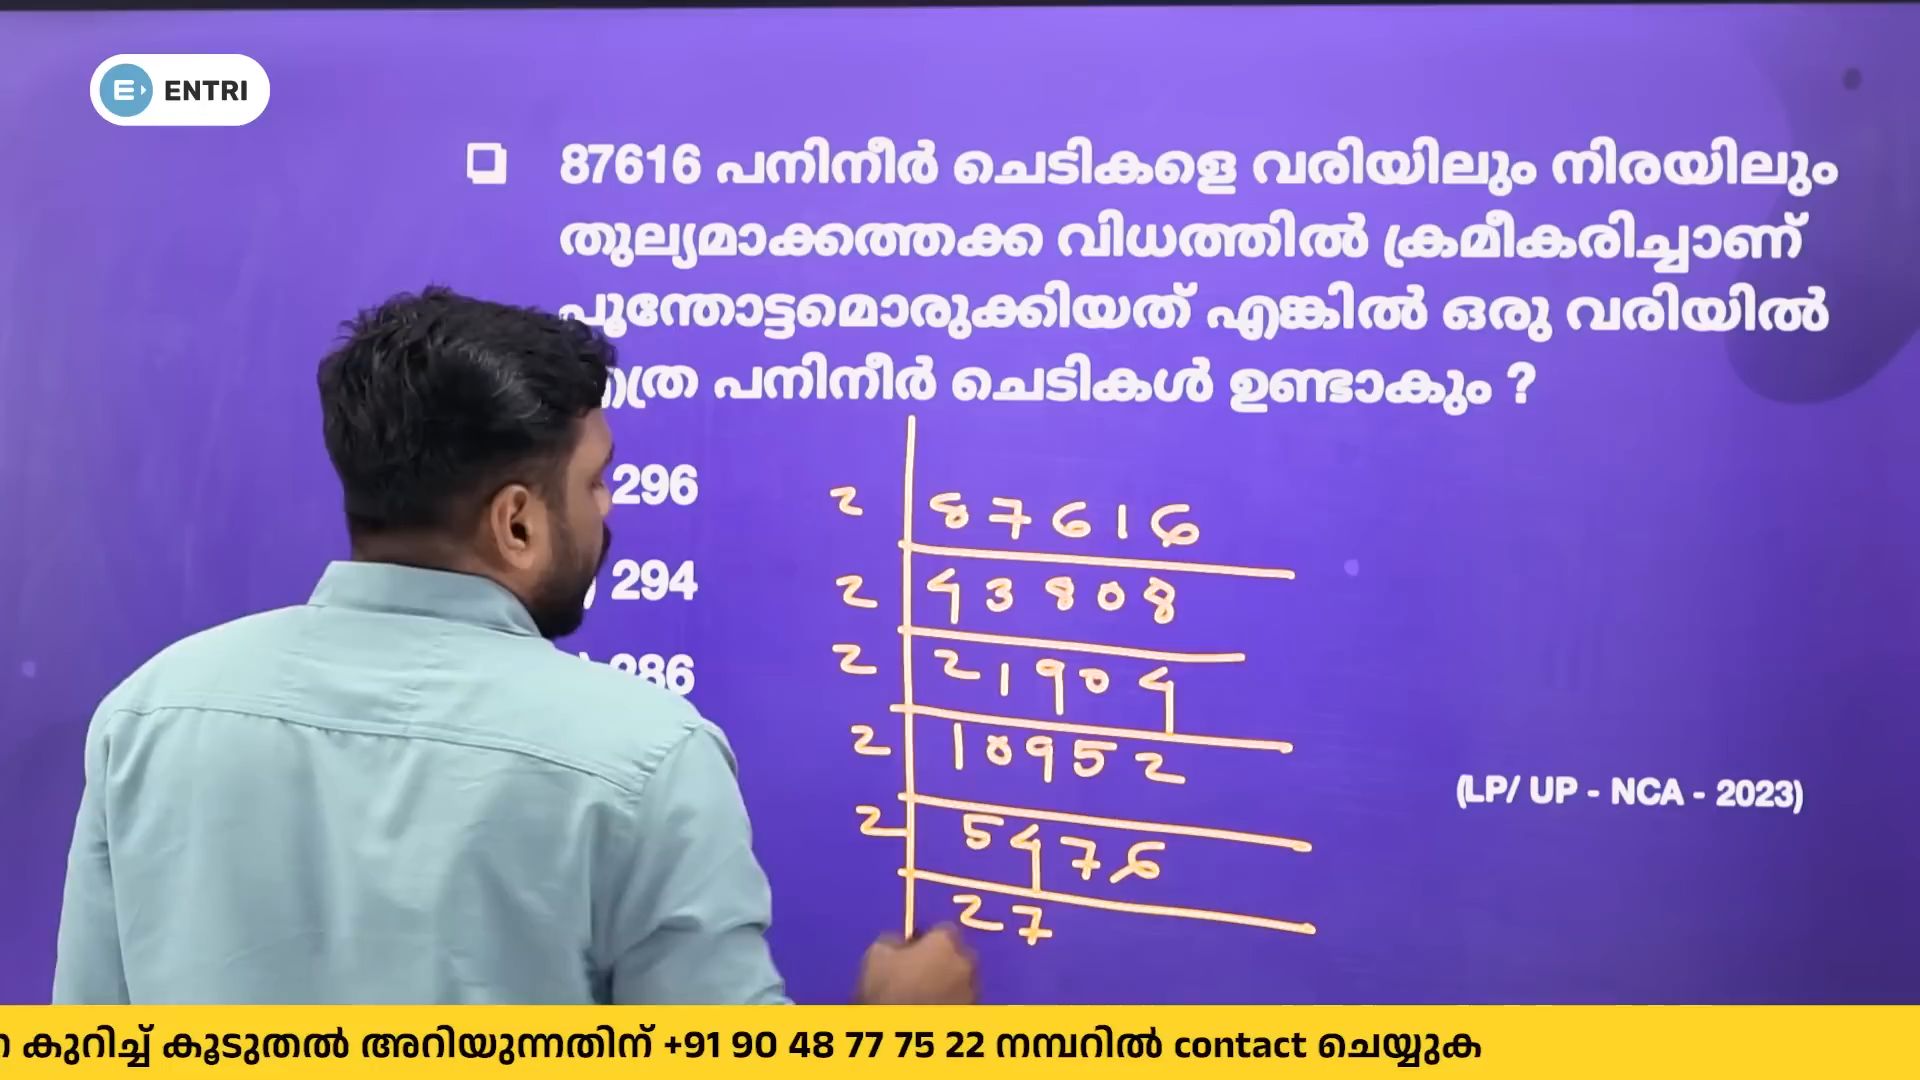 ENTRI
87616 പനിനീർ ചെടികളെ വരിയിലും നിരയിലും
തുല്യമാക്കത്തക്ക വിധത്തിൽ ക്രമീകരിച്ചാണ്
പൂന്തോട്ടമൊരുക്കിയത് എങ്കിൽ ഒരു വരിയിൽ
എത്ര പനിനീർ ചെടികൾ ഉണ്ടാകും ?
296
) 294
286
2 87616
2 43808
2 21904
2 10952
2 5476
27
(LP/ UP - NCA - 2023)
കുറിച്ച് കൂടുതൽ അറിയുന്നതിന് +91 90 48 77 75 22 നമ്പറിൽ contact ചെയ്യുക